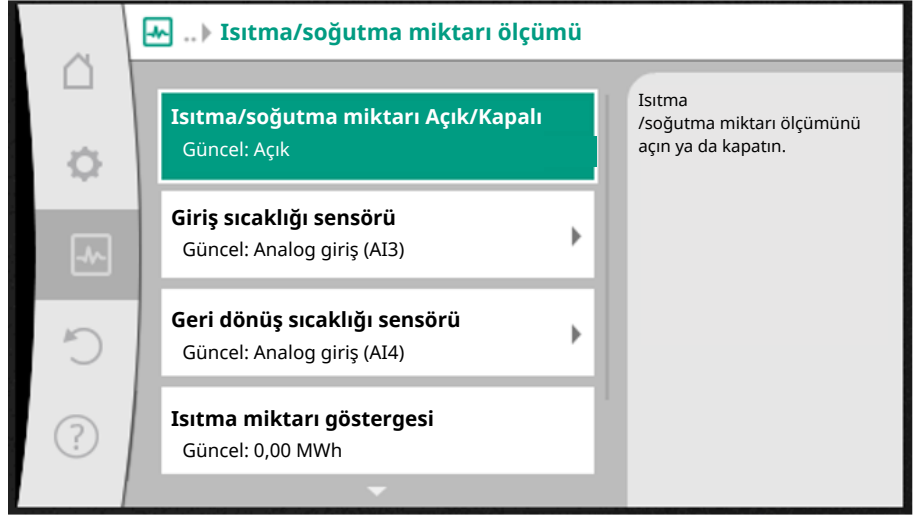 ..▸ Isıtma/soğutma miktarı ölçümü
Isıtma/soğutma miktarı Açık/Kapalı
Güncel: Açık
Giriş sıcaklığı sensörü
Güncel: Analog giriş (AI3)
Geri dönüş sıcaklığı sensörü
Güncel: Analog giriş (AI4)
Isıtma miktarı göstergesi
Güncel: 0,00 MWh
Isıtma
/soğutma miktarı ölçümünü
açın ya da kapatın.
?